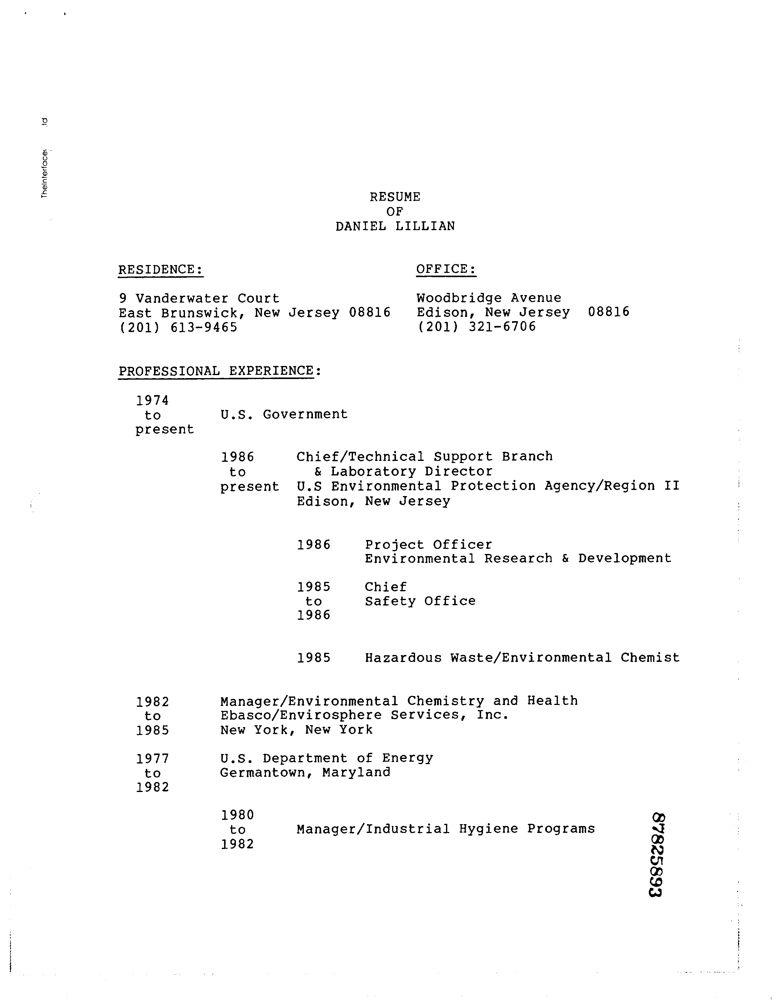 RESUME
OF
DANIEL LILLIAN
RESIDENCE:
9 Vanderwater Court
East Brunswick, New Jersey 08816
(201) 613-9465
OFFICE:
Woodbridge Avenue
Edison, New Jersey 08816
(201) 321-6706
PROFESSIONAL EXPERIENCE:
1974
to U.S. Government
present
1986 Chief/Technical Support Branch
to & Laboratory Director
present U.S Environmental Protection Agency/Region II
Edison, New Jersey
1986 Project Officer
Environmental Research & Development
1985 Chief
to Safety Office
1986
1985 Hazardous Waste/Environmental Chemist
1982 Manager/Environmental Chemistry and Health
to Ebasco/Envirosphere Services, Inc.
1985 New York, New York
1977 U.S. Department of Energy
to Germantown, Maryland
1982
1980
to Manager/Industrial Hygiene Programs
1982
87825893